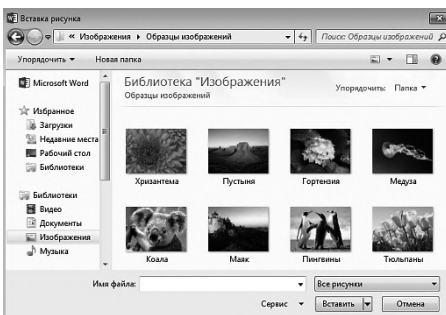 Вставка рисунка
« Изображения ▸ Образцы изображений
Поиск: Образцы изображений
Упорядочить ▾ Новая папка
Microsoft Word
Избранное
Загрузки
Недавние места
Рабочий стол
Библиотеки
Библиотеки
Видео
Документы
Изображения
Музыка
Библиотека "Изображения"
Образцы изображений
Упорядочить: Папка ▾
Хризантема Пустыня Гортензия Медуза
Коала Маяк Пингвины Тюльпаны
Имя файла:
Все рисунки
Сервис ▾ Вставить Отмена